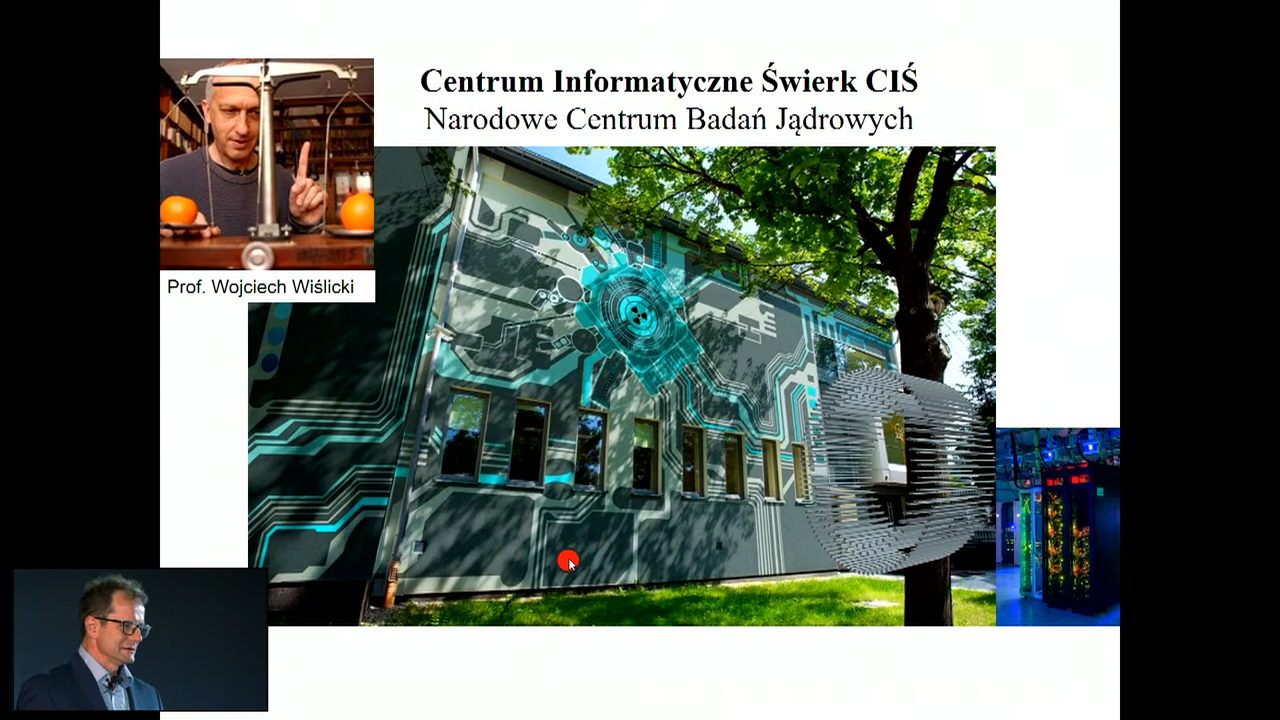 Centrum Informatyczne Świerk CIŚ
Narodowe Centrum Badań Jądrowych
Prof. Wojciech Wiślicki